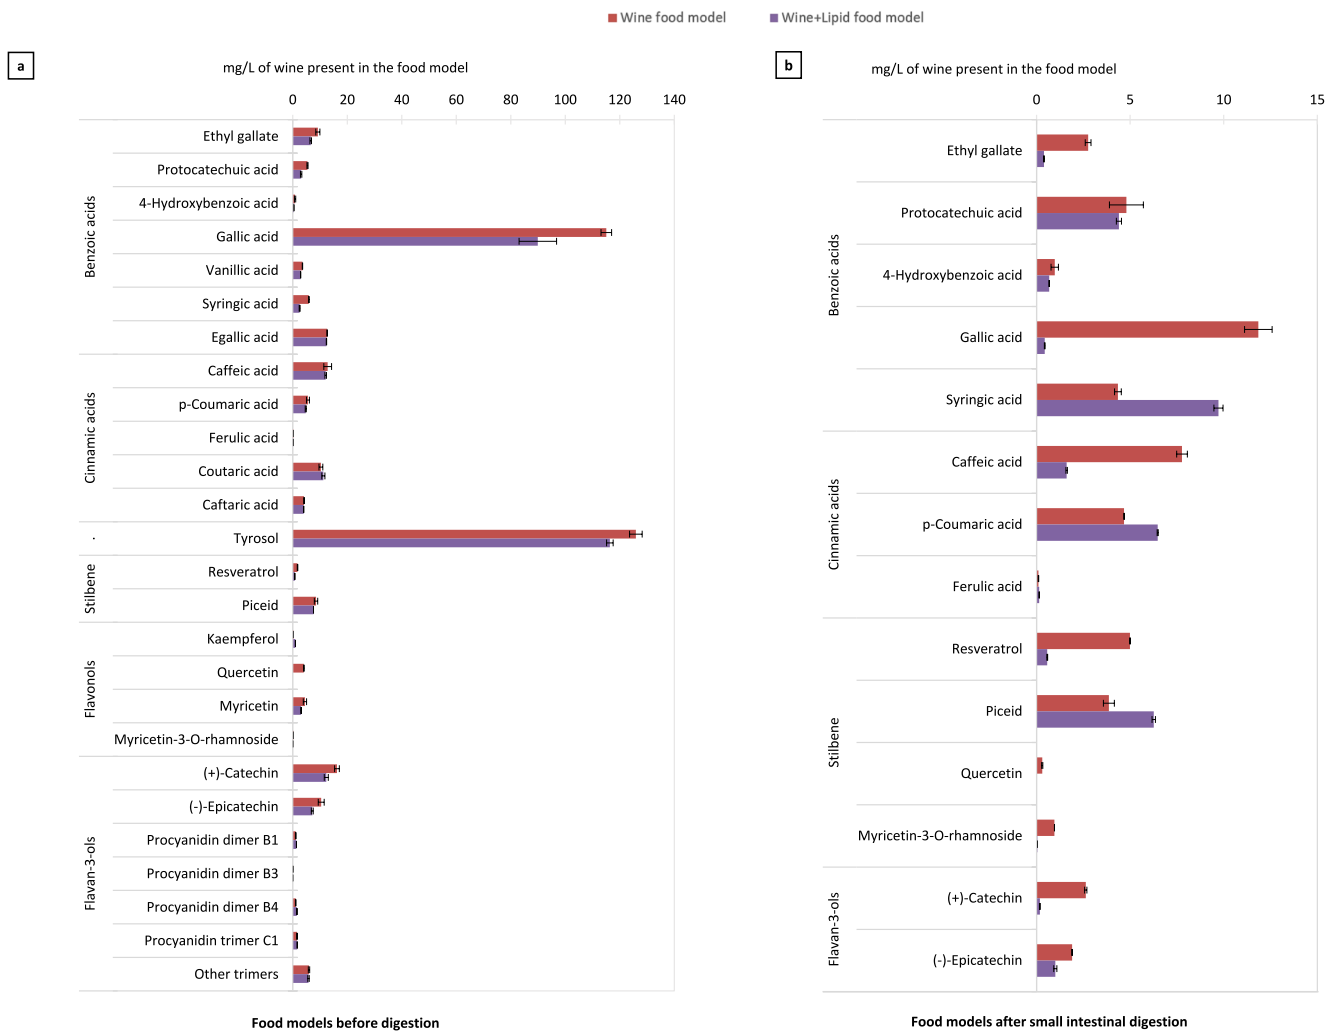 Wine food model
Wine+Lipid food model
a
mg/L of wine present in the food model
0 20 40 60 80 100 120 140
Benzoic acids
Ethyl gallate
Protocatechuic acid
4-Hydroxybenzoic acid
Gallic acid
Vanillic acid
Syringic acid
Egallic acid
Cinnamic acids
Caffeic acid
p-Coumaric acid
Ferulic acid
Coutaric acid
Caftaric acid
.
Tyrosol
Stilbene
Resveratrol
Piceid
Flavonols
Kaempferol
Quercetin
Myricetin
Myricetin-3-O-rhamnoside
Flavan-3-ols
(+)-Catechin
(-)-Epicatechin
Procyanidin dimer B1
Procyanidin dimer B3
Procyanidin dimer B4
Procyanidin trimer C1
Other trimers
Food models before digestion
b
mg/L of wine present in the food model
0 5 10 15
Benzoic acids
Ethyl gallate
Protocatechuic acid
4-Hydroxybenzoic acid
Gallic acid
Syringic acid
Cinnamic acids
Caffeic acid
p-Coumaric acid
Ferulic acid
Stilbene
Resveratrol
Piceid
Quercetin
Myricetin-3-O-rhamnoside
Flavan-3-ols
(+)-Catechin
(-)-Epicatechin
Food models after small intestinal digestion